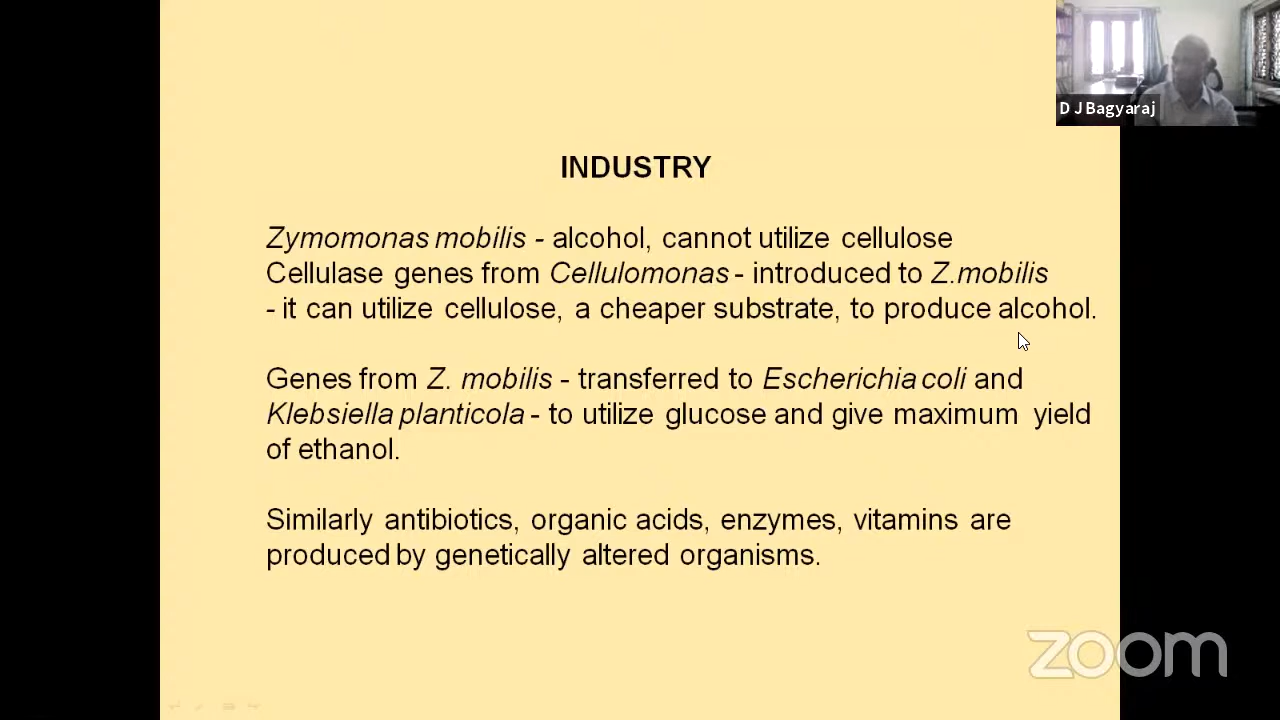 D J Bagyaraj
INDUSTRY
Zymomonas mobilis - alcohol, cannot utilize cellulose
Cellulase genes from Cellulomonas - introduced to Z.mobilis
- it can utilize cellulose, a cheaper substrate, to produce alcohol.
Genes from Z. mobilis - transferred to Escherichia coli and
Klebsiella planticola - to utilize glucose and give maximum yield
of ethanol.
Similarly antibiotics, organic acids, enzymes, vitamins are
produced by genetically altered organisms.
zoom